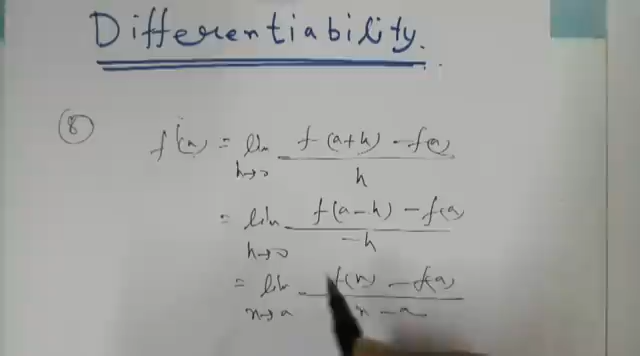 Differentiability.
⑧ f'(a) = lim h→0 f(a+h) - f(a) / h
= lim h→0 f(a-h) - f(a) / -h
= lim x→a f(x) - f(a) / x - a